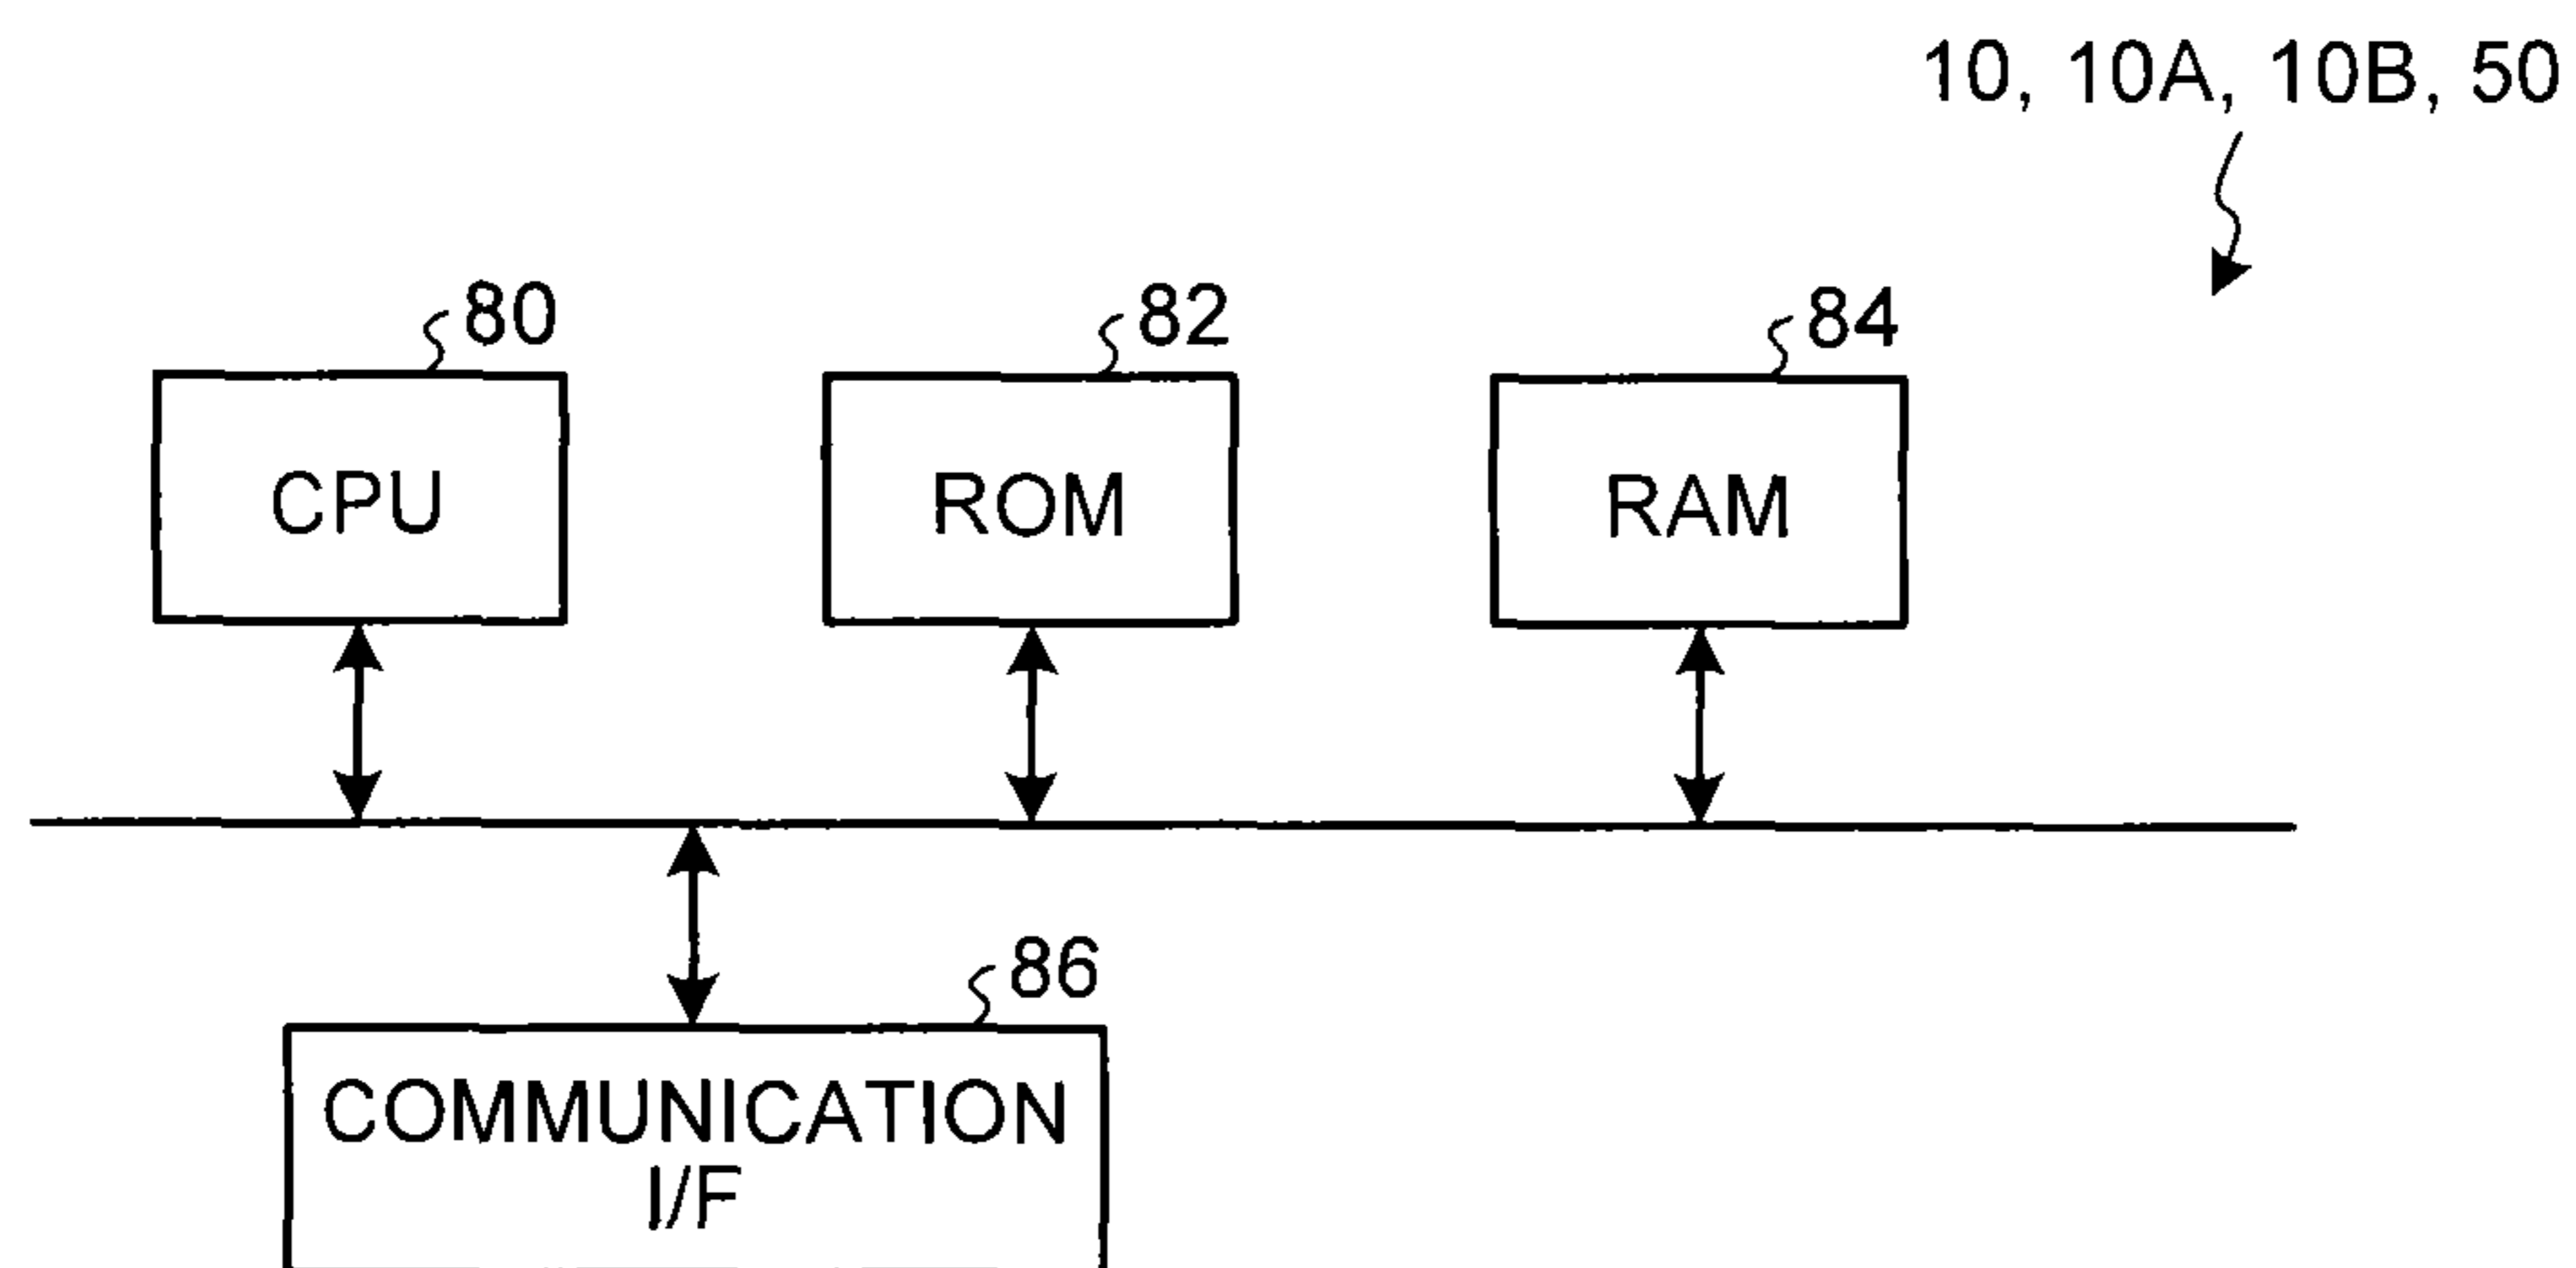 10, 10A, 10B, 50
80
82
84
CPU
ROM
RAM
86
COMMUNICATION
I/F